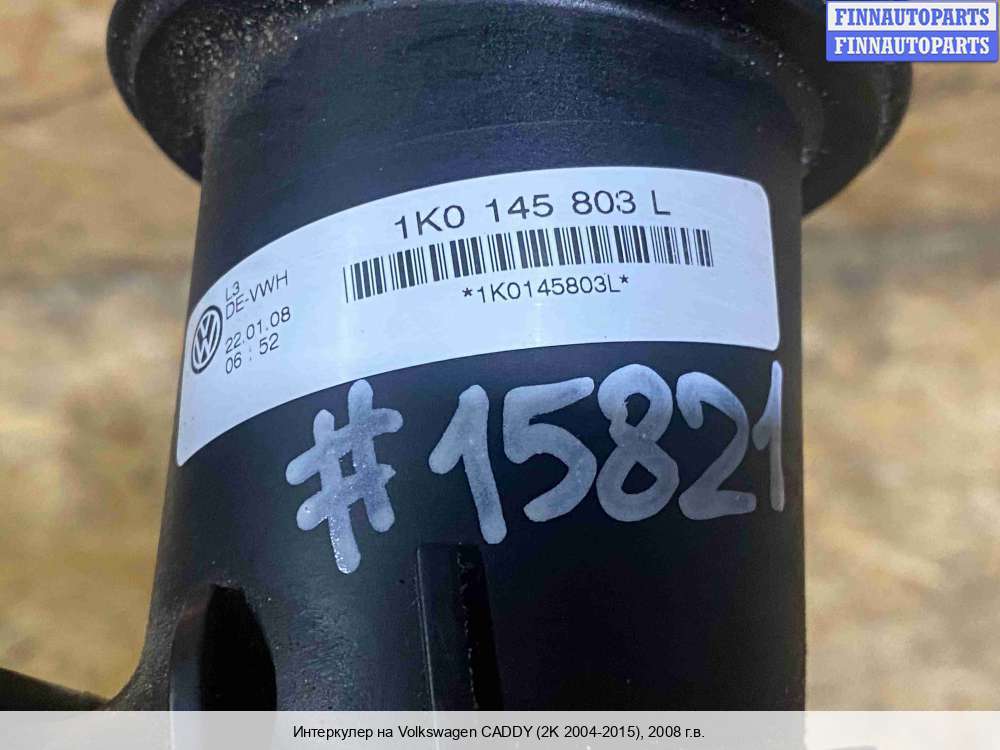 FINNAUTOPARTS
FINNAUTOPARTS
1K0 145 803 L
*1K0145803L*
L3
DE-VWH
22.01.08
06 : 52
#15821
Интеркулер на Volkswagen CADDY (2K 2004-2015), 2008 г.в.